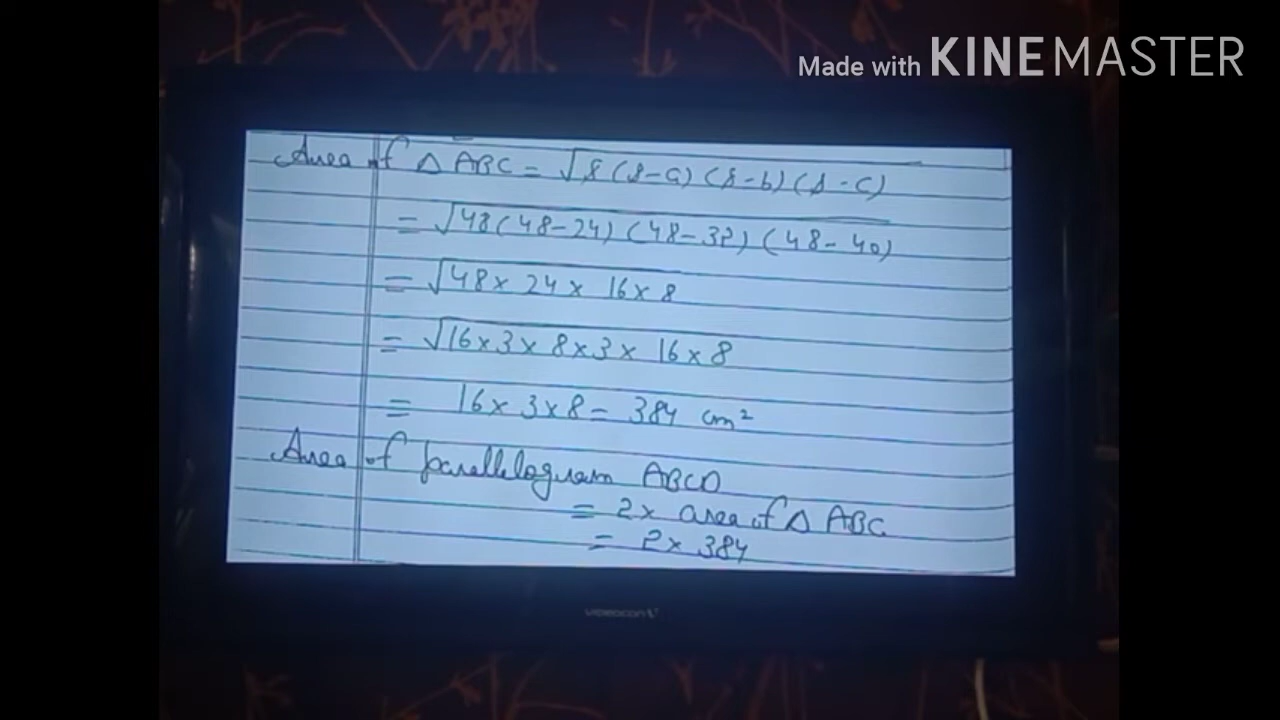 Made with KINEMASTER
Area of △ ABC = √s(s-a)(s-b)(s-c)
= √48(48-24)(48-32)(48-40)
= √48× 24× 16×8
= √16×3×8×3× 16×8
= 16×3×8 = 384 cm²
Area of parallelogram ABCD
= 2× area of △ ABC
= 2× 384
VIDEOCON